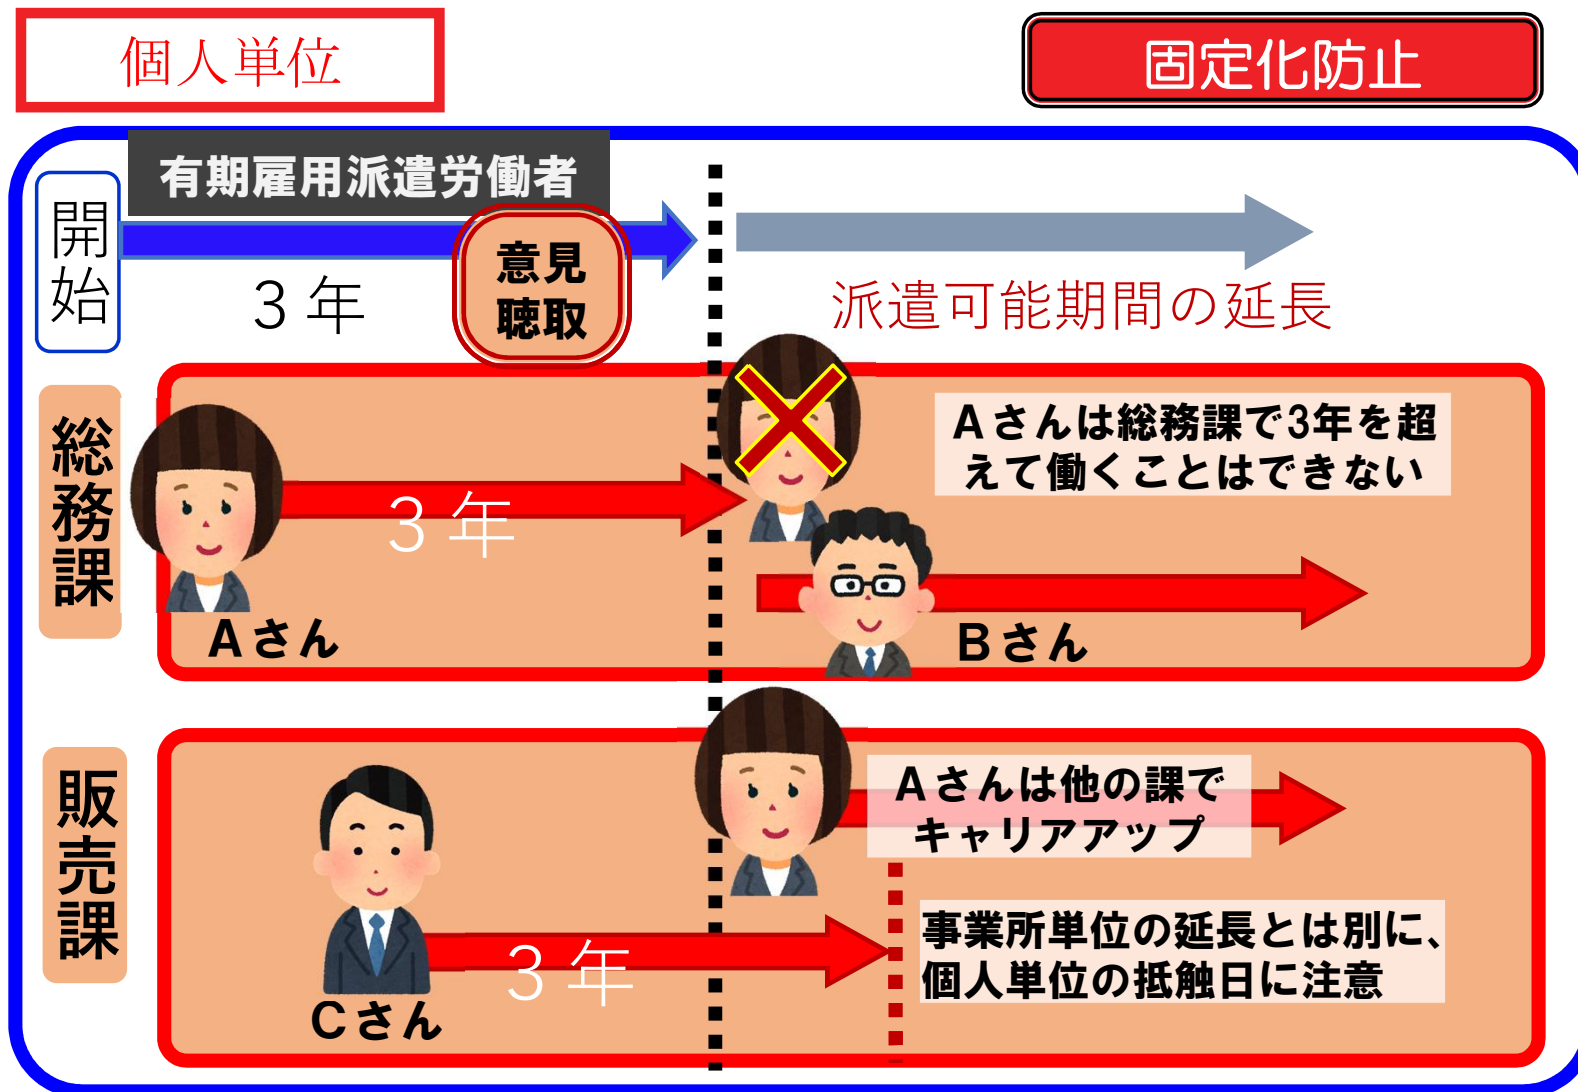 個人単位
固定化防止
有期雇用派遣労働者
開始
意見
聴取
３年
派遣可能期間の延長
総務課
Ａさんは総務課で3年を超
えて働くことはできない
３年
Ａさん
Ｂさん
販売課
Ａさんは他の課で
キャリアアップ
事業所単位の延長とは別に、
個人単位の抵触日に注意
３年
Ｃさん